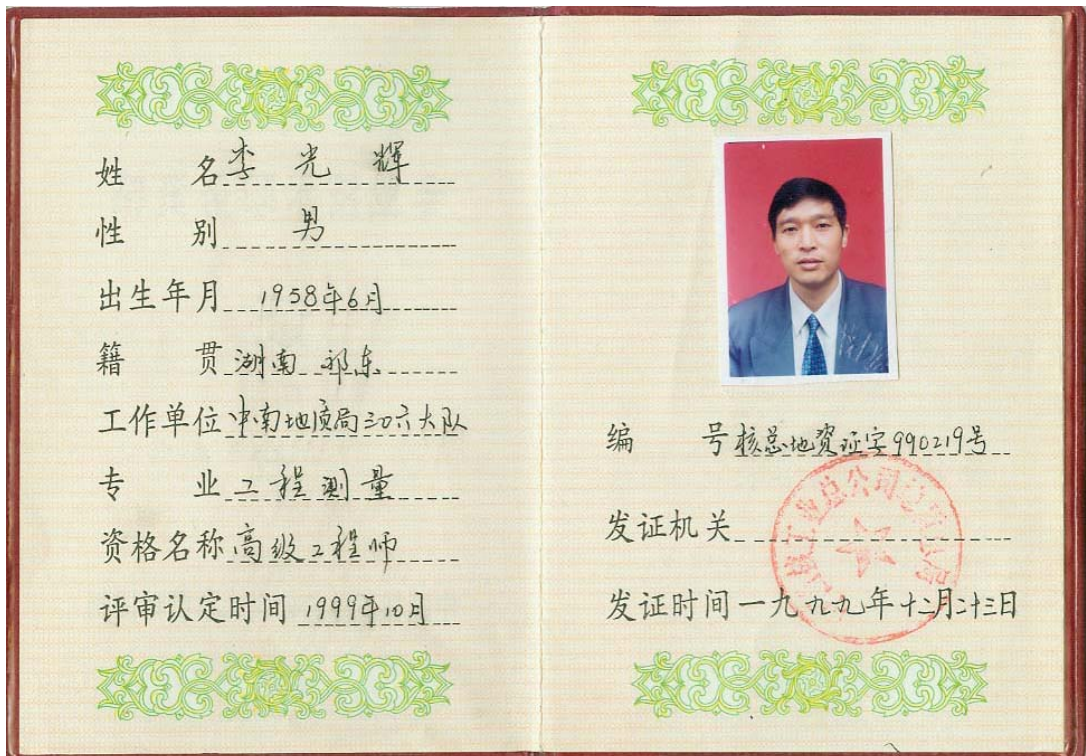 姓 名 李光辉
性 别 男
出生年月 1958年6月
籍 贯 湖南 祁东
工作单位 中南地质局三〇六大队
专 业 工程测量
资格名称 高级工程师
评审认定时间 1999年10月
编 号 核总地资证字990219号
发证机关
工业总公司
发证时间 一九九九年十二月二十三日